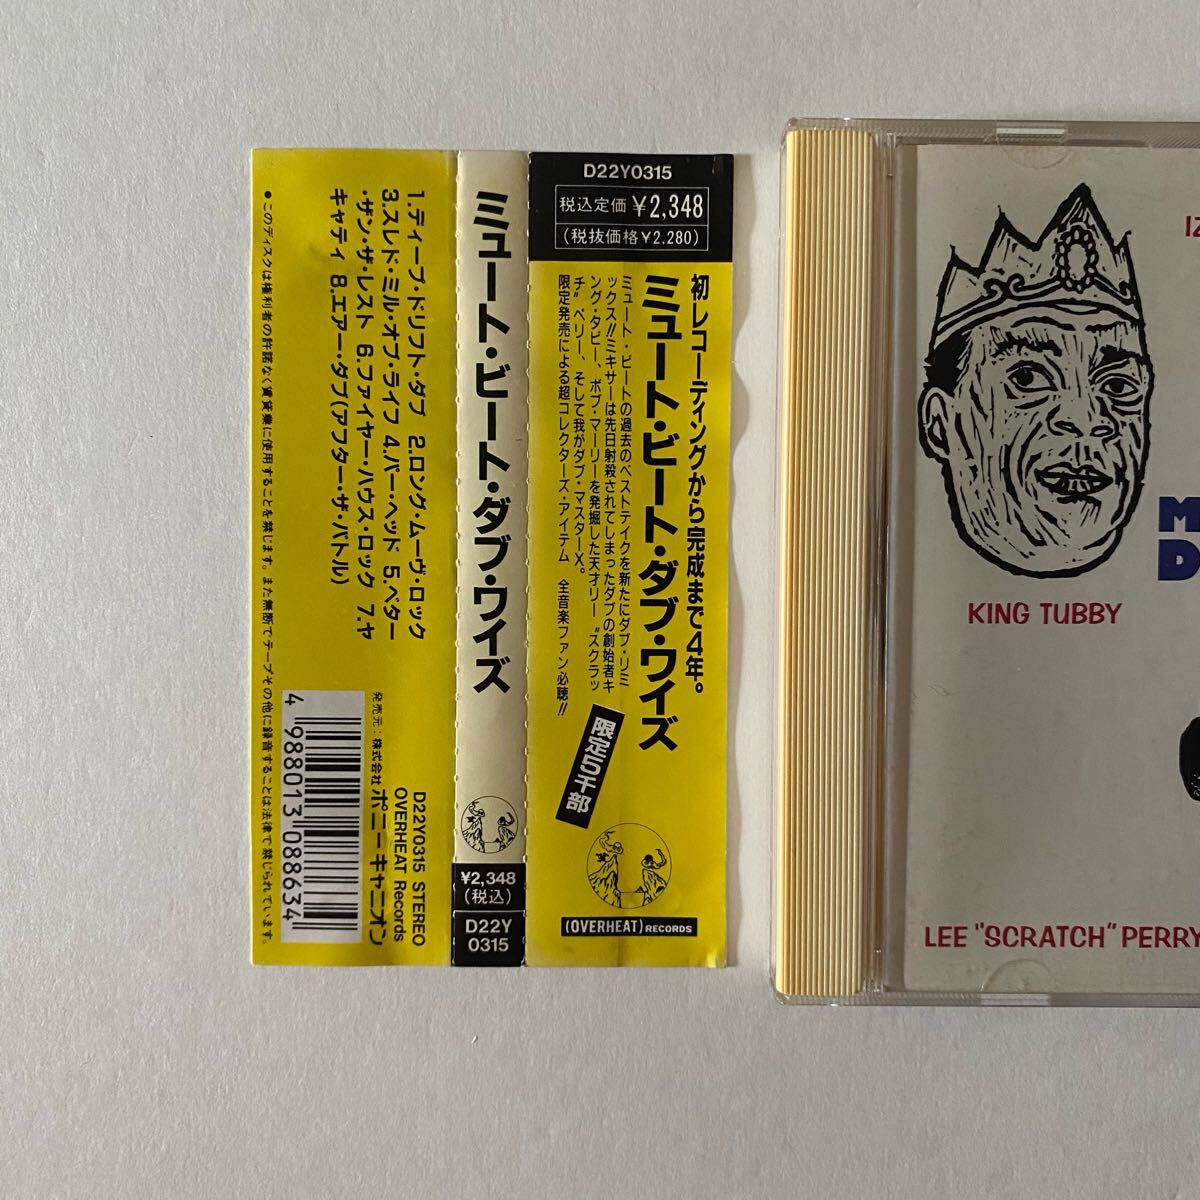 D22Y0315
税込定価 ¥2,348
(税抜価格¥2.280)
初レコーディングから完成まで4年。
ミュート・ビート・ダブ・ワイズ
ミュート・ビートの過去のベストテイクを新たにダブ・リミ
ックス!!ミキサーは先日射殺されてしまったダブの創始者キ
ング・タビー、ボブ・マーリーを発掘した天才リー“スクラッ
チ”ペリー、そして我がダブ・マスターX。
限定発売による超コレクターズ・アイテム 全音楽ファン必聴!!
限定5千部
(OVERHEAT) RECORDS
ミュート・ビート・ダブ・ワイズ
¥2,348
(税込)
D22Y
0315
1.ディープ・ドリフト・ダブ 2.ロング・ムーヴ・ロック
3.スレド・ミル・オブ・ライフ 4.パー・ヘッド 5.ベター
・ザン・ザ・レスト 6.ファイヤー・ハウス・ロック 7.ヤ
キャティ 8.エアー・ダブ(アフター・ザ・バトル)
●このディスクは権利者の許諾なく賃貸業に使用することを禁じます。また無断でテープその他に録音することは法律で禁じられています。
D22Y0315 STEREO
OVERHEAT Records
発売元:株式会社ポニーキャニオン
4 988013 088634
IZ
KING TUBBY
M
D
LEE "SCRATCH" PERRY